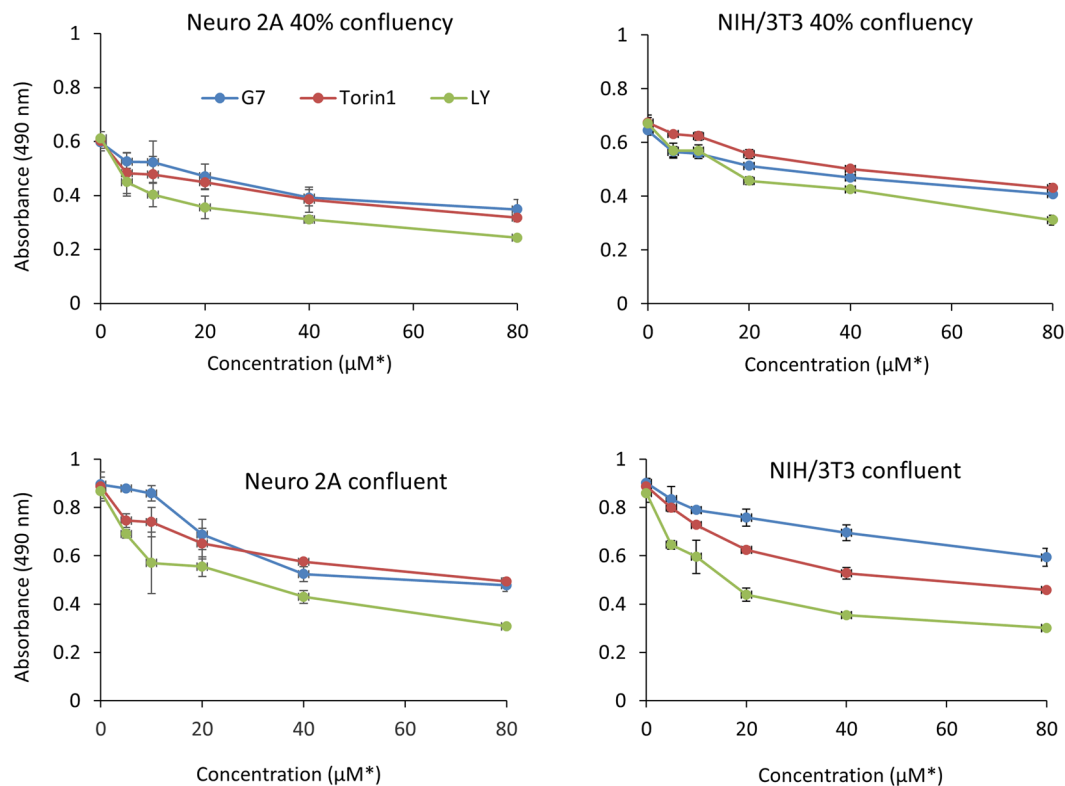 Neuro 2A 40% confluency
1
0.8
0.6
0.4
0.2
0
Absorbance (490 nm)
G7 Torin1 LY
0 20 40 60 80
Concentration (µM*)
NIH/3T3 40% confluency
1
0.8
0.6
0.4
0.2
0
0 20 40 60 80
Concentration (µM*)
Neuro 2A confluent
1
0.8
0.6
0.4
0.2
0
Absorbance (490 nm)
0 20 40 60 80
Concentration (µM*)
NIH/3T3 confluent
1
0.8
0.6
0.4
0.2
0
0 20 40 60 80
Concentration (µM*)